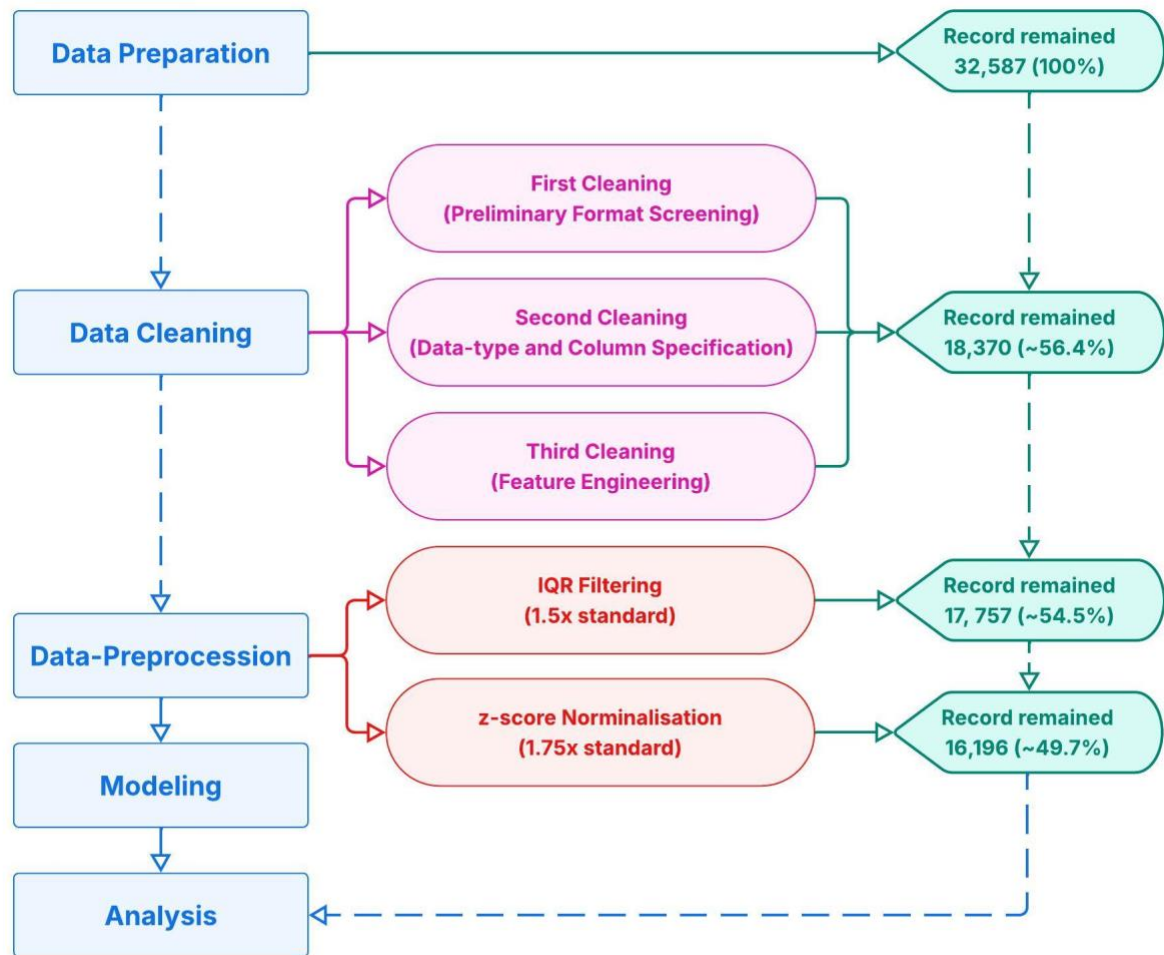 Data Preparation
Record remained
32,587 (100%)
First Cleaning
(Preliminary Format Screening)
Data Cleaning
Second Cleaning
(Data-type and Column Specification)
Record remained
18,370 (~56.4%)
Third Cleaning
(Feature Engineering)
IQR Filtering
(1.5x standard)
Record remained
17, 757 (~54.5%)
Data-Preprocession
z-score Norminalisation
(1.75x standard)
Record remained
16,196 (~49.7%)
Modeling
Analysis